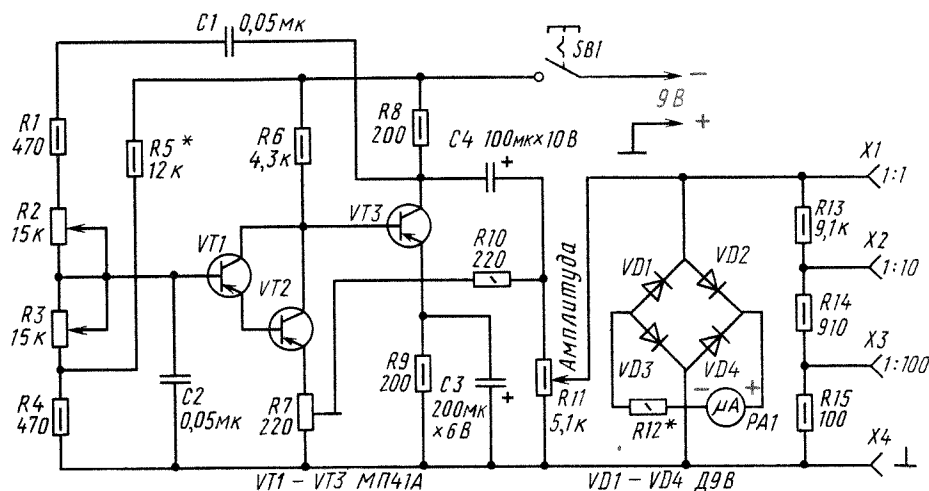 C1 0,05мк
SB1
−
9В
+
R1
470
R5*
12к
R6
4,3к
R8
200
C4 100мк×10В
X1
1:1
R2
15к
VT1
VT2
VT3
R10
220
R13
9,1к
X2
1:10
VD1
VD2
R3
15к
Амплитуда
R14
910
X3
1:100
R4
470
C2
0,05мк
R7
220
R9
200
C3
200мк
×6В
R11
5,1к
VD3
VD4
−
+
R12*
μA
PA1
R15
100
X4
VT1 – VT3 МП41А
VD1 – VD4 Д9В